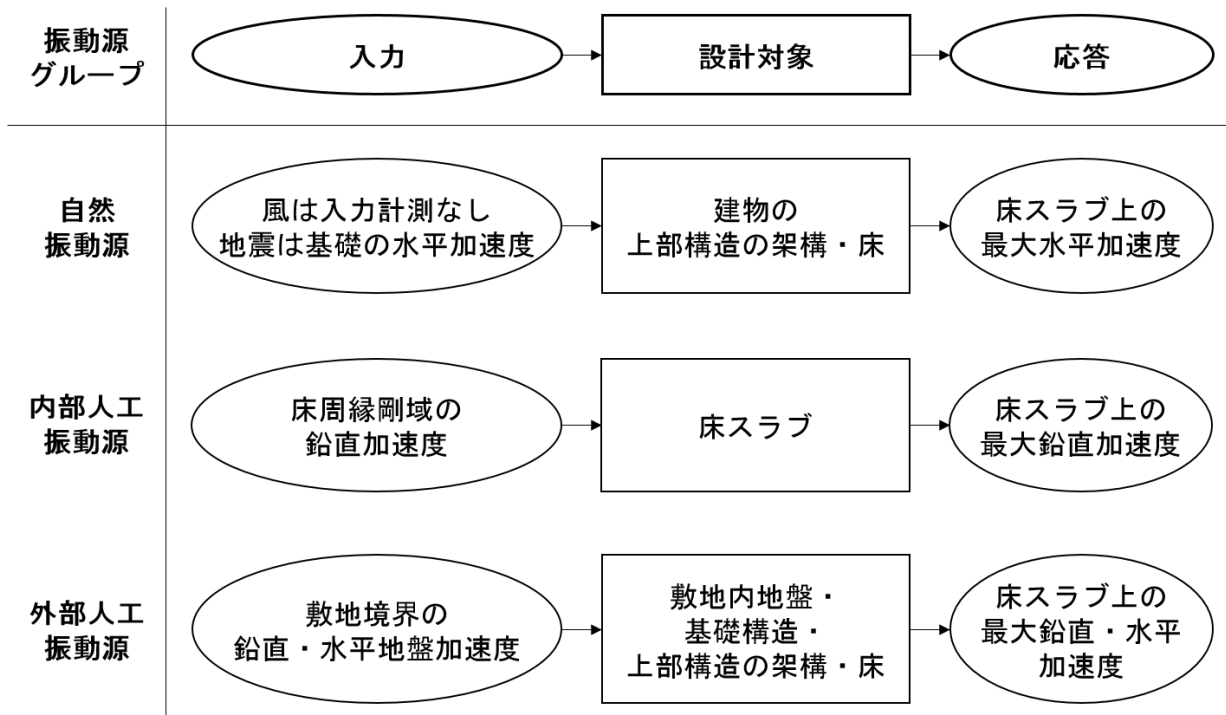 振動源
グループ
入力
設計対象
応答
自然
振動源
風は入力計測なし
地震は基礎の水平加速度
建物の
上部構造の架構・床
床スラブ上の
最大水平加速度
内部人工
振動源
床周縁剛域の
鉛直加速度
床スラブ
床スラブ上の
最大鉛直加速度
外部人工
振動源
敷地境界の
鉛直・水平地盤加速度
敷地内地盤・
基礎構造・
上部構造の架構・床
床スラブ上の
最大鉛直・水平
加速度